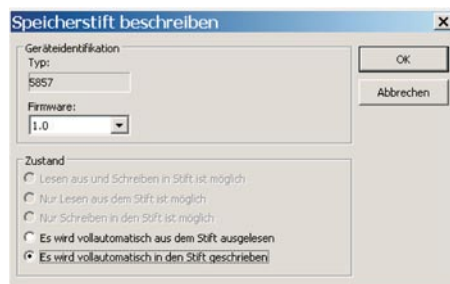 Speicherstift beschreiben
Geräteidentifikation
Typ:
5857
Firmware:
1.0
OK
Abbrechen
Zustand
Lesen aus und Schreiben in Stift ist möglich
Nur Lesen aus dem Stift ist möglich
Nur Schreiben in den Stift ist möglich
Es wird vollautomatisch aus dem Stift ausgelesen
Es wird vollautomatisch in den Stift geschrieben